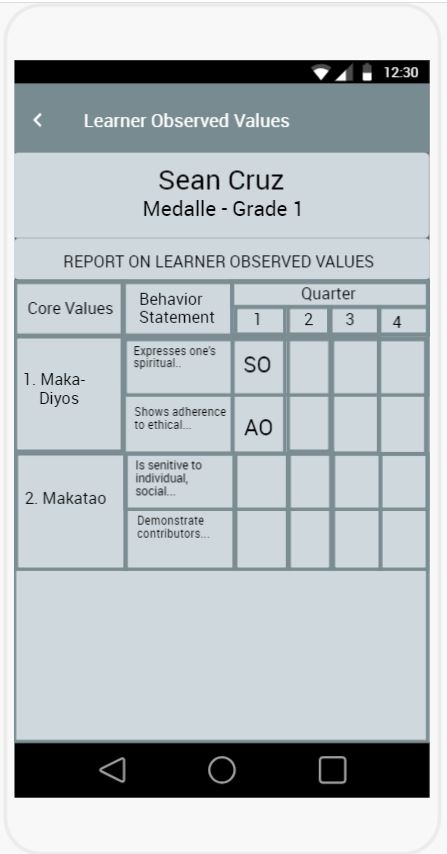 12:30
Learner Observed Values
Sean Cruz
Medalle - Grade 1
REPORT ON LEARNER OBSERVED VALUES
Core Values
Behavior
Statement
Quarter
1 2 3 4
1. Maka-
Diyos
Expresses one's
spiritual..
SO
Shows adherence
to ethical...
AO
2. Makatao
Is senitive to
individual,
social...
Demonstrate
contributors...